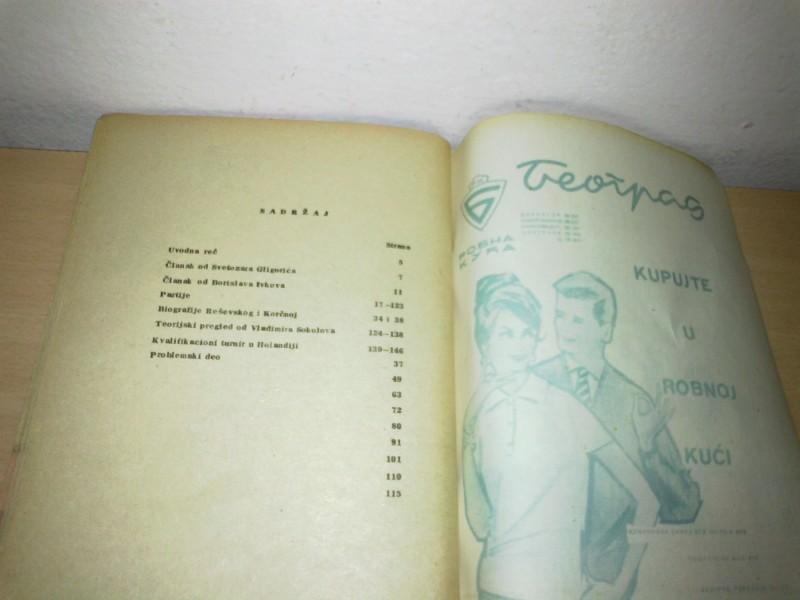 SADRŽAJ
Strana
Uvodna reč 5
Članak od Svetozara Gligorića 7
Članak od Borislava Ivkova 11
Partije 17—123
Biografije Reševskog i Korčnoj 34 i 38
Teorijski pregled od Vladimira Sokolova 124—138
Kvalifikacioni turnir u Holandiji 139—146
Problemski deo 37
49
63
72
80
91
101
110
115
Београд
РОБНА
КУЋА
KUPUJTE
U
ROBNOJ
KUĆI